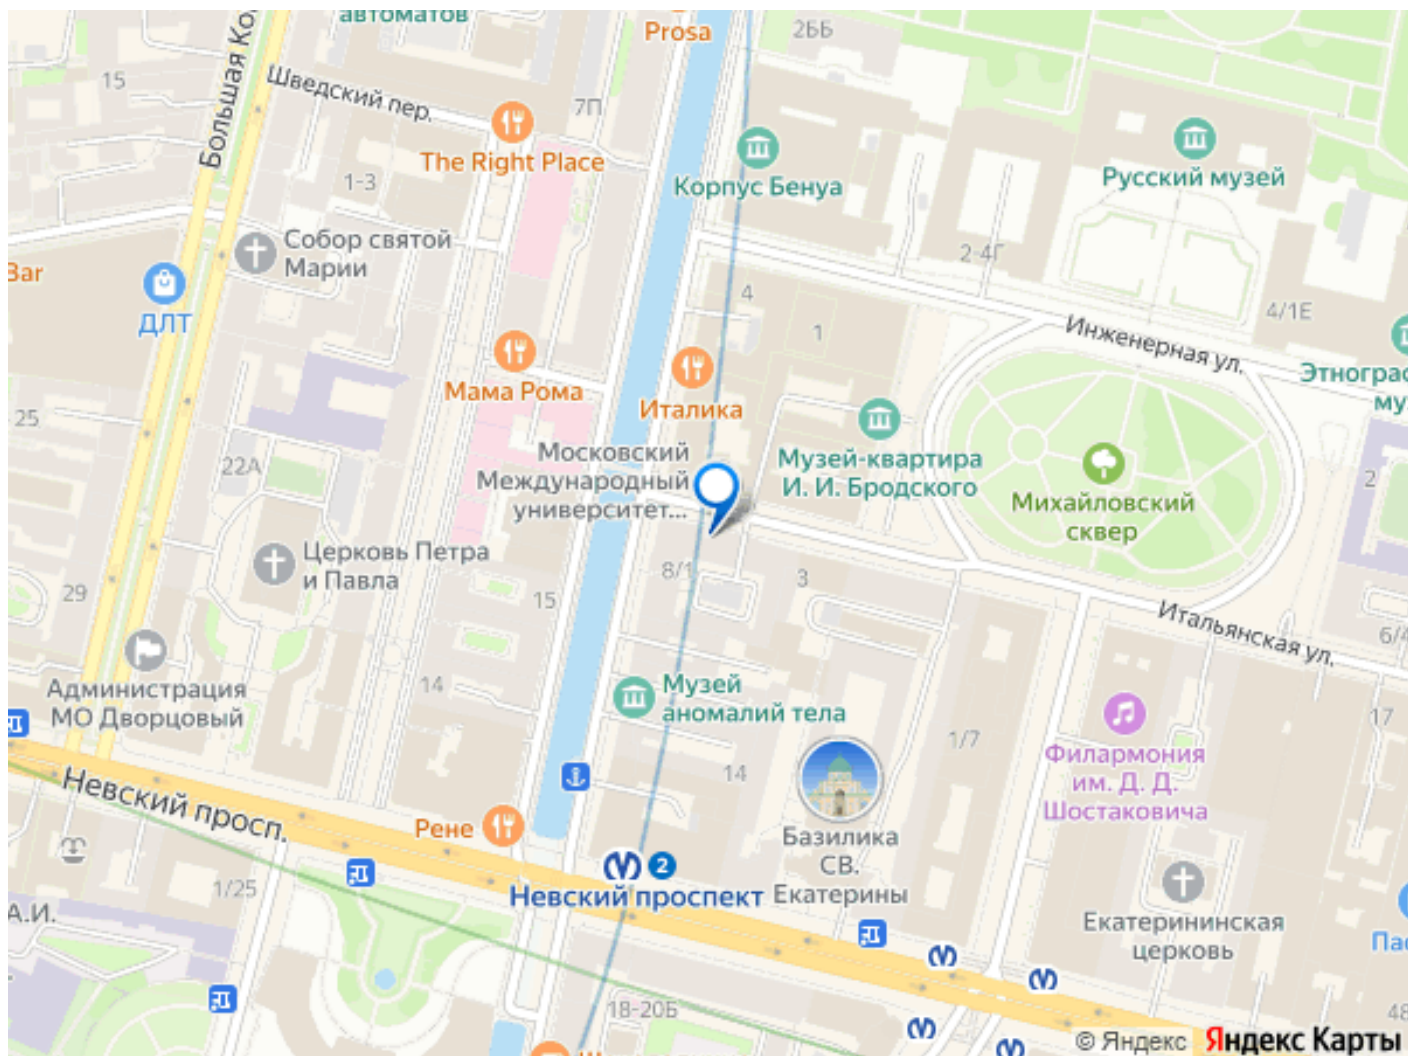 автоматов
Prosa
2ББ
15
Большая Ко
Шведский пер.
7П
The Right Place
Корпус Бенуа
Русский музей
1-3
Собор святой
Марии
2-4Г
Bar
ДЛТ
4
1
4/1Е
Инженерная ул.
Мама Рома
Италика
Этнограс
му
25
Московский
Международный
университет...
Музей-квартира
И. И. Бродского
22А
2
Михайловский
сквер
Церковь Петра
и Павла
8/1
3
29
15
Итальянская ул.
6/4
Администрация
МО Дворцовый
14
Музей
аномалий тела
17
1/7
Филармония
им. Д. Д.
Шостаковича
14
Невский просп.
Рене
Базилика
СВ.
Екатерины
2
Невский проспект
1/25
А.И.
Екатерининская
церковь
Па
18-20Б
48
© Яндекс
Яндекс Карты